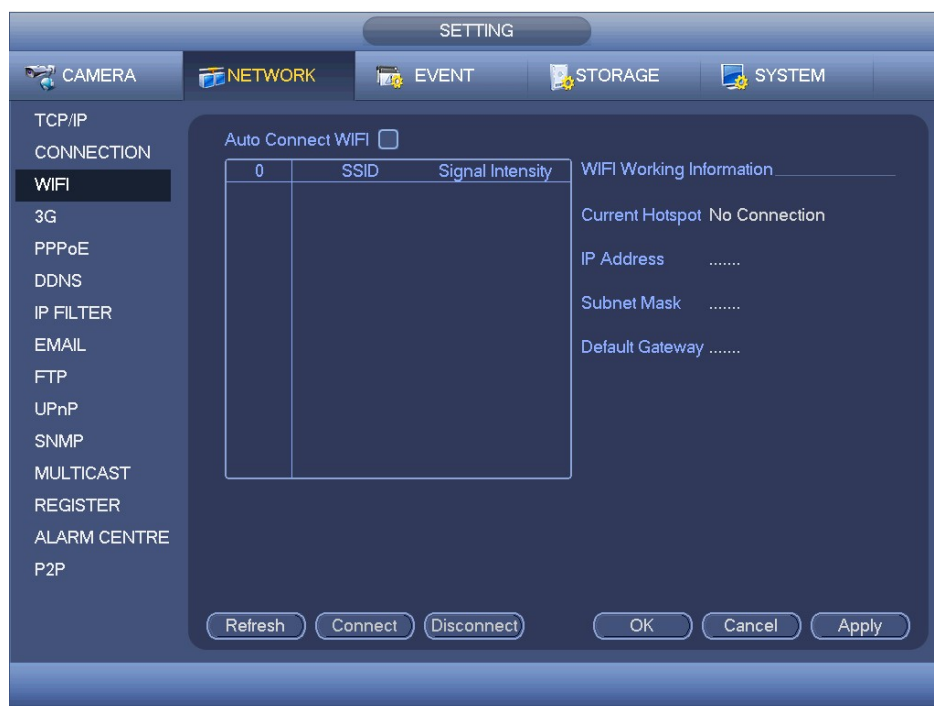 SETTING
CAMERA NETWORK EVENT STORAGE SYSTEM
TCP/IP
CONNECTION
WIFI
3G
PPPoE
DDNS
IP FILTER
EMAIL
FTP
UPnP
SNMP
MULTICAST
REGISTER
ALARM CENTRE
P2P
Auto Connect WIFI
0 SSID Signal Intensity
WIFI Working Information
Current Hotspot No Connection
IP Address .......
Subnet Mask .......
Default Gateway .......
Refresh Connect Disconnect OK Cancel Apply